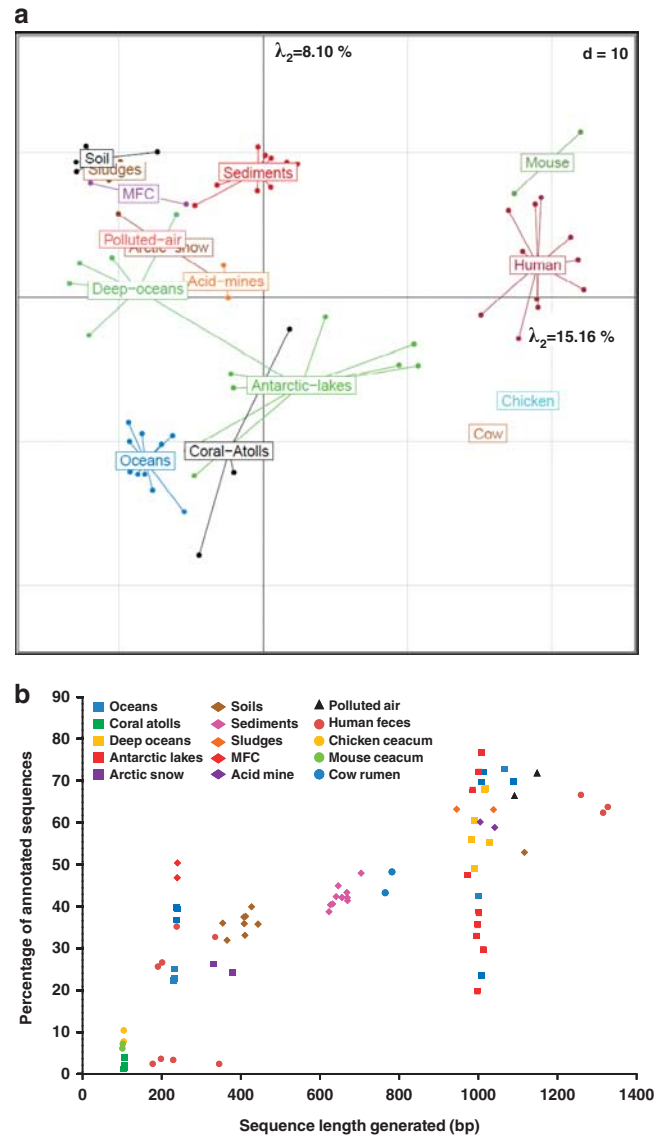 a
λ2=8.10 %
d = 10
Soil
Sludges
MFC
Sediments
Mouse
Polluted-air
Arctic-snow
Acid-mines
Human
Deep-oceans
λ2=15.16 %
Antarctic-lakes
Chicken
Cow
Coral-Atolls
Oceans
b
90
80
70
60
50
40
30
20
10
0
Percentage of annotated sequences
Oceans
Coral atolls
Deep oceans
Antarctic lakes
Arctic snow
Soils
Sediments
Sludges
MFC
Acid mine
Polluted air
Human feces
Chicken ceacum
Mouse ceacum
Cow rumen
0 200 400 600 800 1000 1200 1400
Sequence length generated (bp)